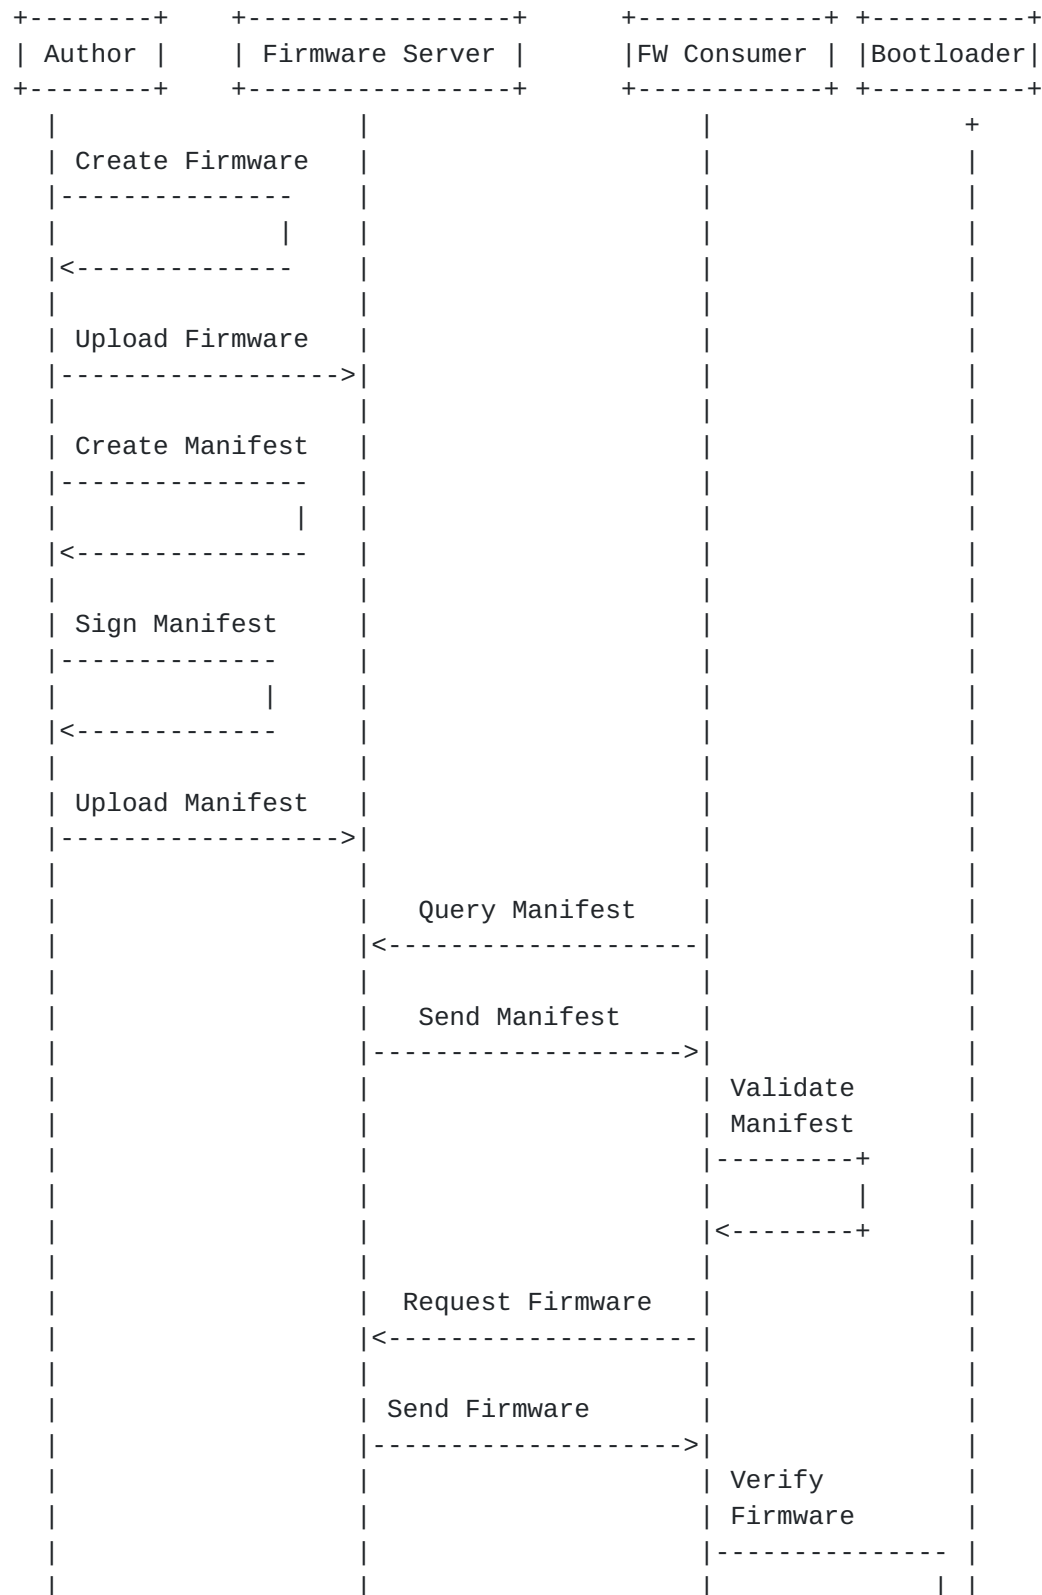 +--------+    +-----------------+      +------------+ +----------+
| Author |    | Firmware Server |      |FW Consumer | |Bootloader|
+--------+    +-----------------+      +------------+ +----------+
  |                   |                     |                +
  | Create Firmware   |                     |                |
  |---------------    |                     |                |
  |              |    |                     |                |
  |<--------------    |                     |                |
  |                   |                     |                |
  | Upload Firmware   |                     |                |
  |------------------>|                     |                |
  |                   |                     |                |
  | Create Manifest   |                     |                |
  |----------------   |                     |                |
  |               |   |                     |                |
  |<---------------   |                     |                |
  |                   |                     |                |
  | Sign Manifest     |                     |                |
  |--------------     |                     |                |
  |             |     |                     |                |
  |<-------------     |                     |                |
  |                   |                     |                |
  | Upload Manifest   |                     |                |
  |------------------>|                     |                |
  |                   |                     |                |
  |                   |   Query Manifest    |                |
  |                   |<--------------------|                |
  |                   |                     |                |
  |                   |   Send Manifest     |                |
  |                   |-------------------->|                |
  |                   |                     | Validate       |
  |                   |                     | Manifest       |
  |                   |                     |---------+      |
  |                   |                     |         |      |
  |                   |                     |<--------+      |
  |                   |                     |                |
  |                   |  Request Firmware   |                |
  |                   |<--------------------|                |
  |                   |                     |                |
  |                   | Send Firmware       |                |
  |                   |-------------------->|                |
  |                   |                     | Verify         |
  |                   |                     | Firmware       |
  |                   |                     |--------------- |
  |                   |                     |              | |